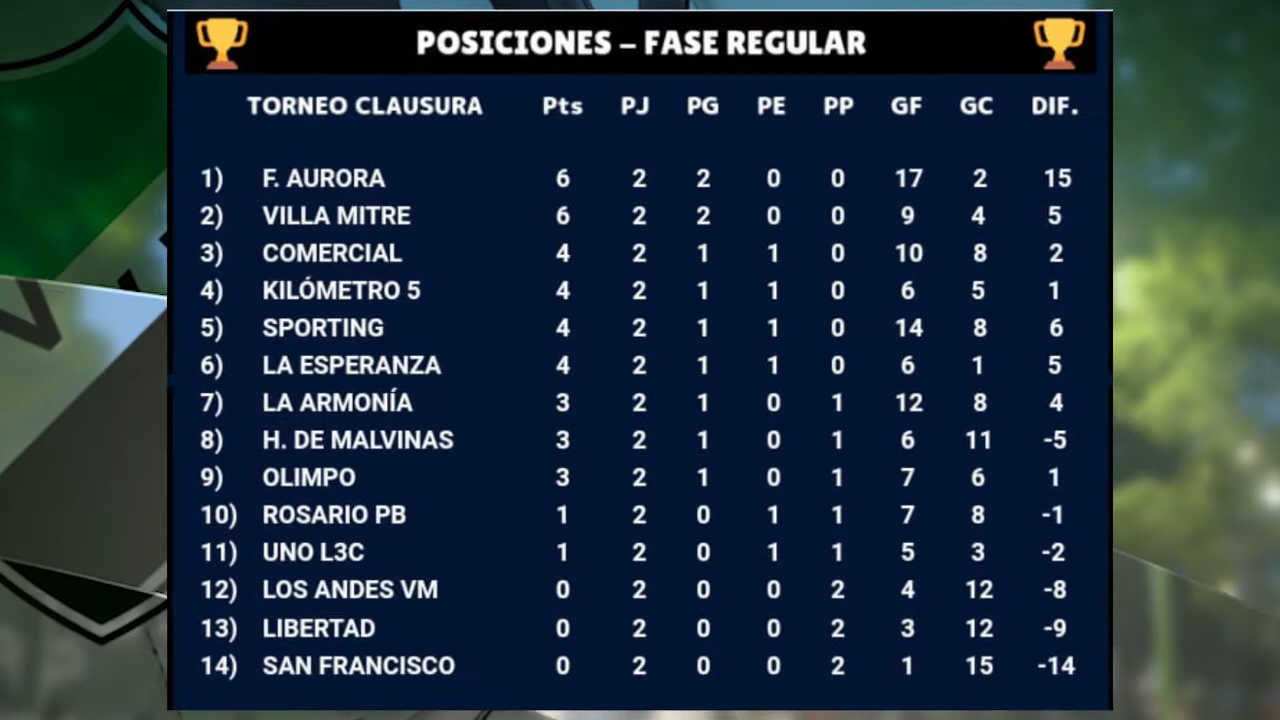 POSICIONES – FASE REGULAR
TORNEO CLAUSURA Pts PJ PG PE PP GF GC DIF.
1) F. AURORA 6 2 2 0 0 17 2 15
2) VILLA MITRE 6 2 2 0 0 9 4 5
3) COMERCIAL 4 2 1 1 0 10 8 2
4) KILÓMETRO 5 4 2 1 1 0 6 5 1
5) SPORTING 4 2 1 1 0 14 8 6
6) LA ESPERANZA 4 2 1 1 0 6 1 5
7) LA ARMONÍA 3 2 1 0 1 12 8 4
8) H. DE MALVINAS 3 2 1 0 1 6 11 -5
9) OLIMPO 3 2 1 0 1 7 6 1
10) ROSARIO PB 1 2 0 1 1 7 8 -1
11) UNO L3C 1 2 0 1 1 5 3 -2
12) LOS ANDES VM 0 2 0 0 2 4 12 -8
13) LIBERTAD 0 2 0 0 2 3 12 -9
14) SAN FRANCISCO 0 2 0 0 2 1 15 -14